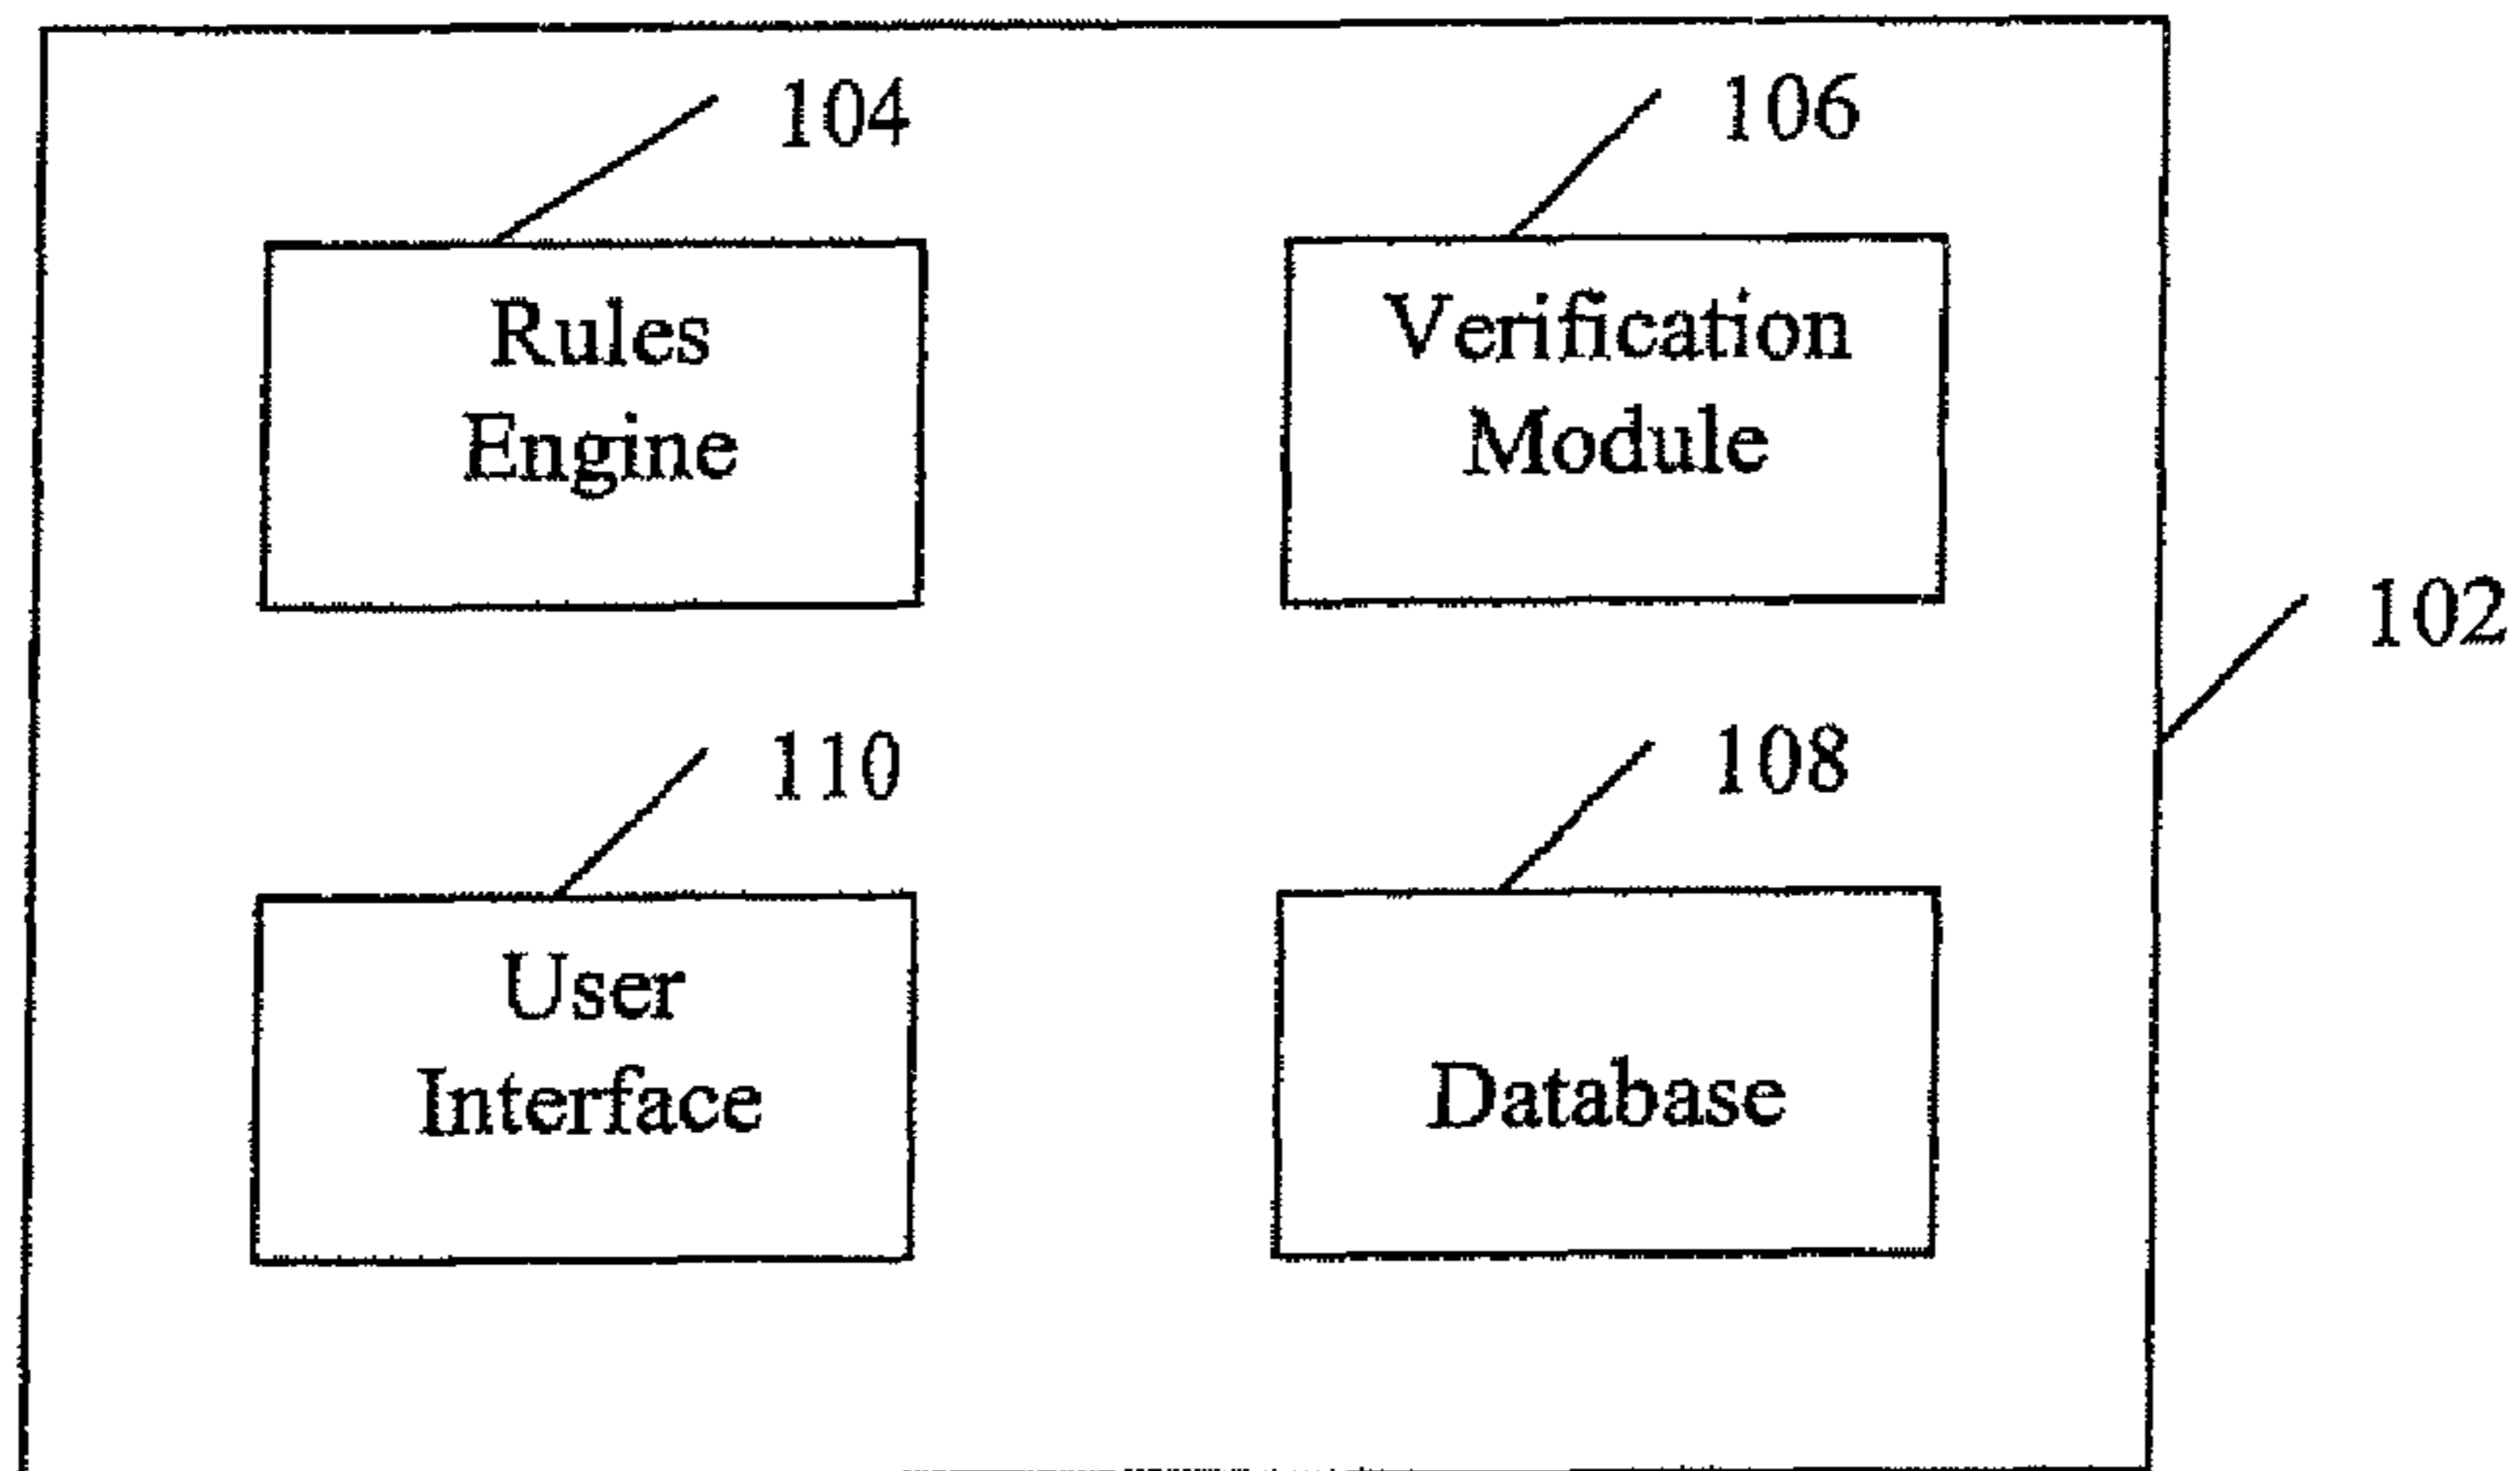 104
106
Rules
Engine
Verification
Module
102
110
108
User
Interface
Database